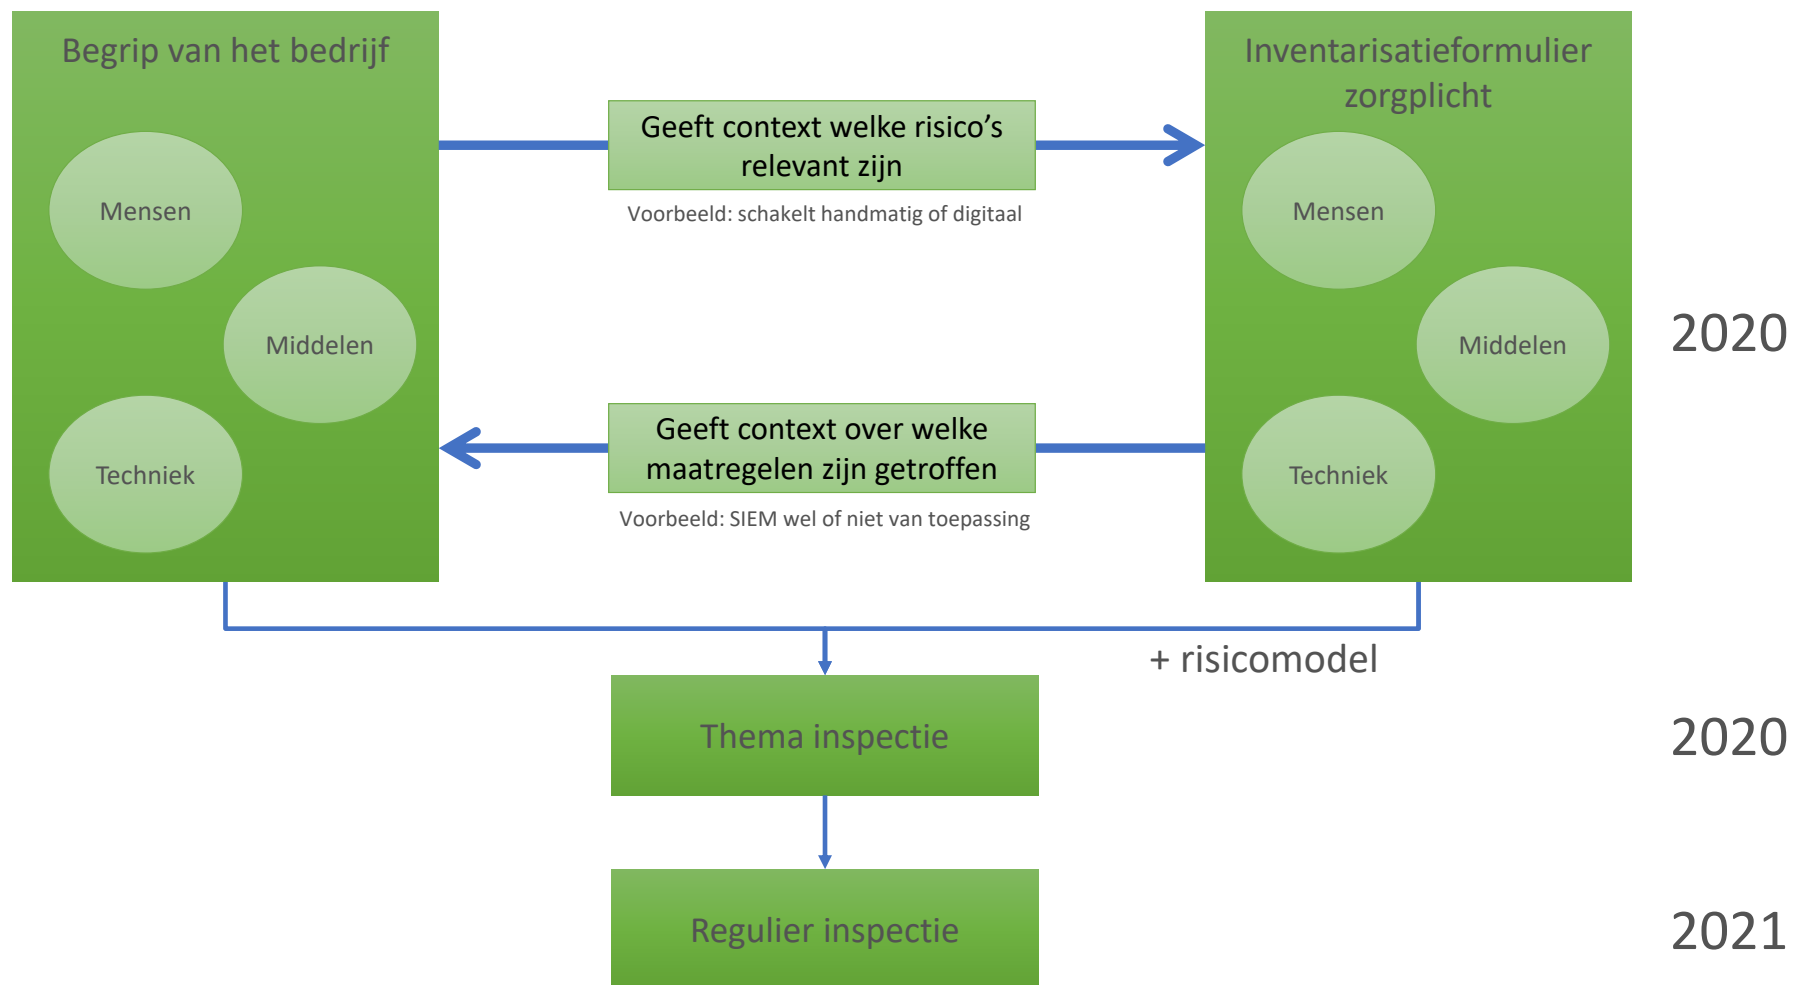 Begrip van het bedrijf
Mensen
Middelen
Techniek
Geeft context welke risico's
relevant zijn
Voorbeeld: schakelt handmatig of digitaal
Geeft context over welke
maatregelen zijn getroffen
Voorbeeld: SIEM wel of niet van toepassing
Inventarisatieformulier
zorgplicht
Mensen
Middelen
Techniek
2020
+ risicomodel
Thema inspectie
2020
Regulier inspectie
2021